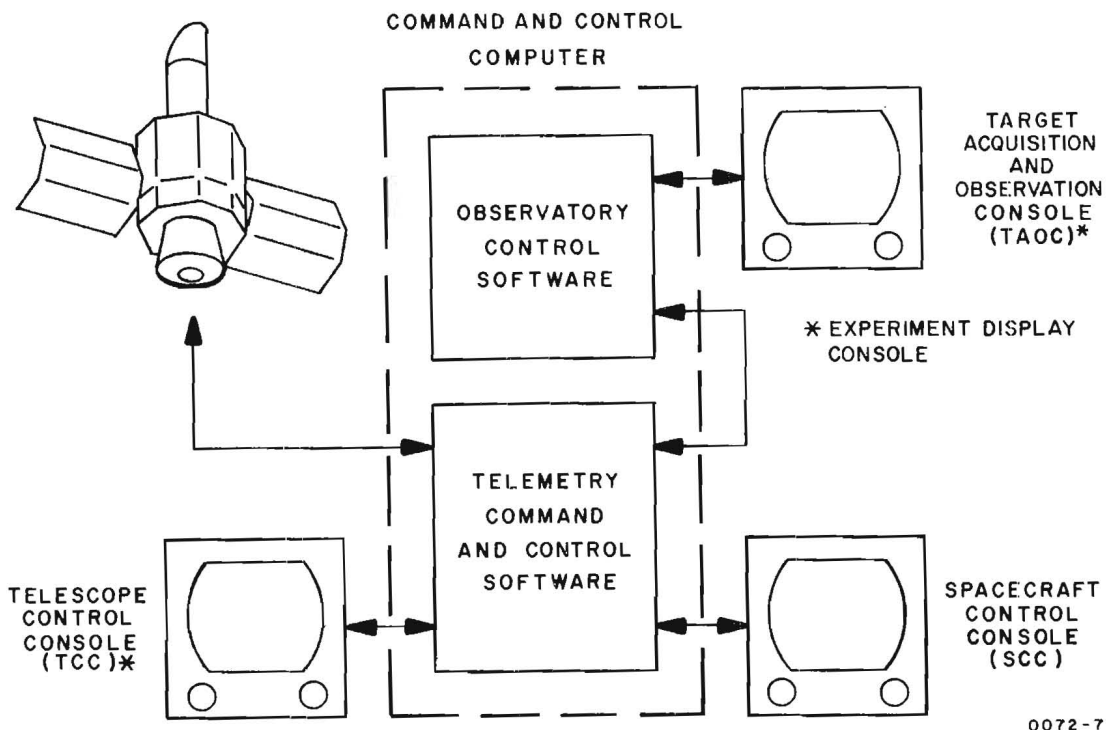 COMMAND AND CONTROL
COMPUTER
OBSERVATORY
CONTROL
SOFTWARE
TARGET
ACQUISITION
AND
OBSERVATION
CONSOLE
(TAOC)*
* EXPERIMENT DISPLAY
CONSOLE
TELEMETRY
COMMAND
AND CONTROL
SOFTWARE
TELESCOPE
CONTROL
CONSOLE
(TCC)*
SPACECRAFT
CONTROL
CONSOLE
(SCC)
0072-7